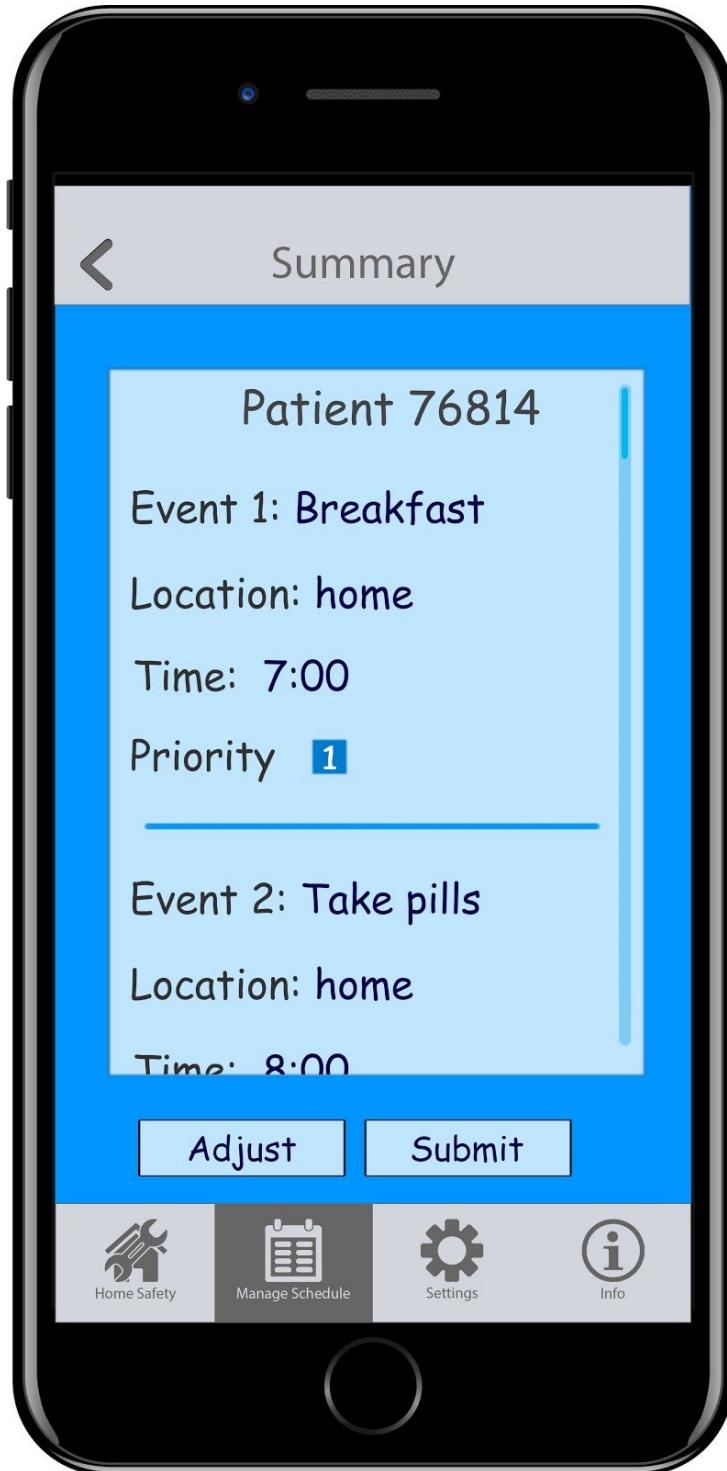 Summary
Patient 76814
Event 1: Breakfast
Location: home
Time: 7:00
Priority 1
Event 2: Take pills
Location: home
Time: 8:00
Adjust Submit
Home Safety Manage Schedule Settings Info